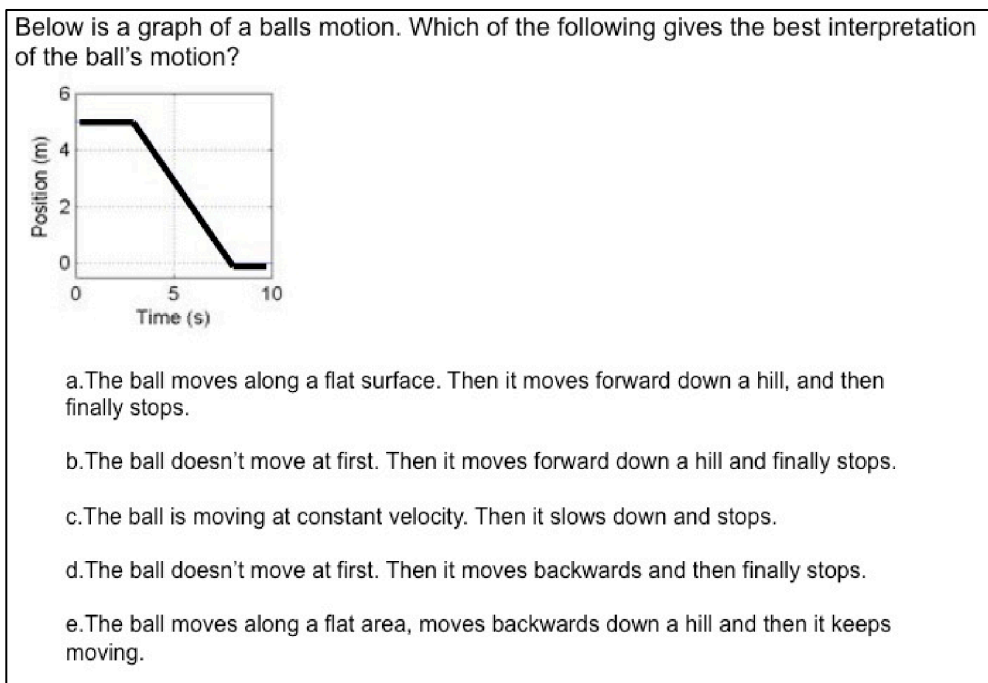 Below is a graph of a balls motion. Which of the following gives the best interpretation
of the ball's motion?
6
4
2
0
Position (m)
0 5 10
Time (s)
a.The ball moves along a flat surface. Then it moves forward down a hill, and then
finally stops.
b.The ball doesn't move at first. Then it moves forward down a hill and finally stops.
c.The ball is moving at constant velocity. Then it slows down and stops.
d.The ball doesn't move at first. Then it moves backwards and then finally stops.
e.The ball moves along a flat area, moves backwards down a hill and then it keeps
moving.